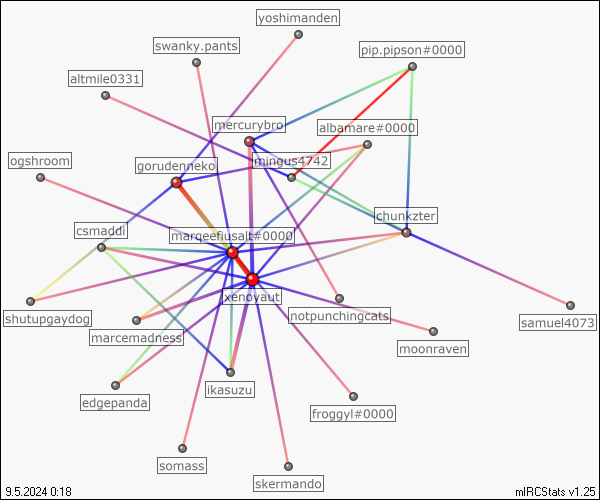 yoshimanden
swanky.pants
pip.pipson#0000
altmile0331
mercurybro
albamare#0000
ogshroom
gorudenneko
mingus4742
chunkzter
csmaddi
marqeefiusalt#0000
xenoyaut
shutupgaydog
notpunchingcats
samuel4073
marcemadness
moonraven
ikasuzu
edgepanda
froggyl#0000
somass
skermando
9.5.2024 0:18
mIRCStats v1.25